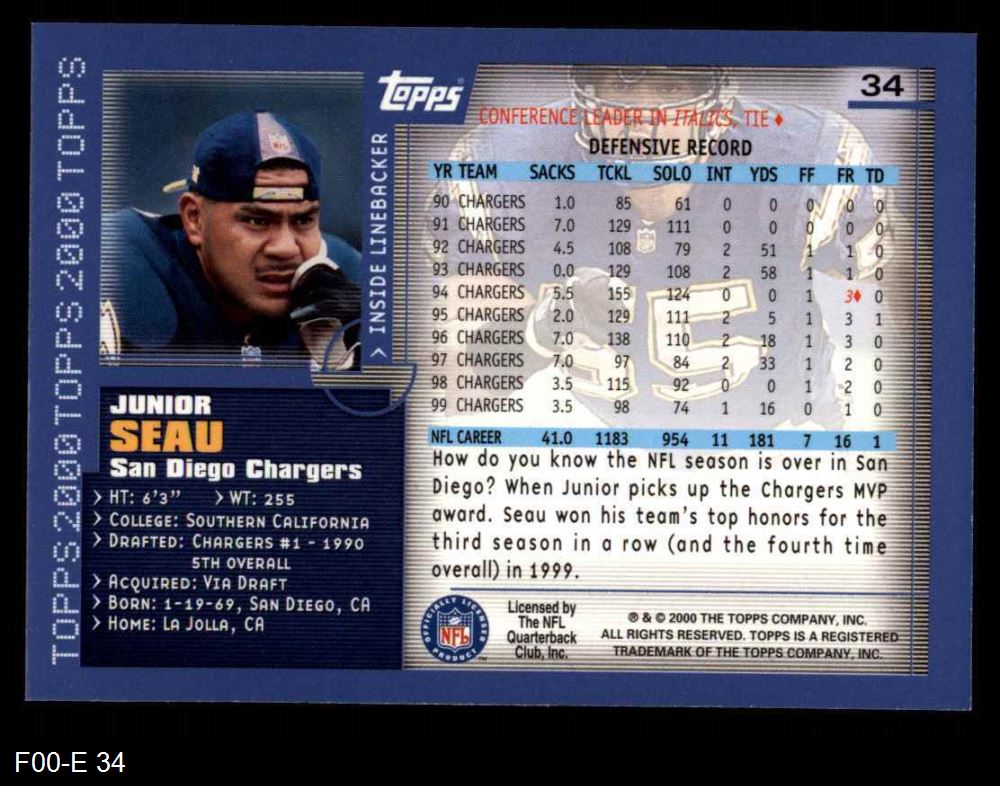 TOPPS2000TOPPS2000TOPPS2000TOPPS
Topps
INSIDE LINEBACKER
34
CONFERENCE LEADER IN ITALICS, TIE ♦
DEFENSIVE RECORD
YR TEAM SACKS TCKL SOLO INT YDS FF FR TD
90 CHARGERS 1.0 85 61 0 0 0 0 0
91 CHARGERS 7.0 129 111 0 0 0 0 0
92 CHARGERS 4.5 108 79 2 51 1 1 0
93 CHARGERS 0.0 129 108 2 58 1 1 0
94 CHARGERS 5.5 155 124 0 0 1 3♦ 0
95 CHARGERS 2.0 129 111 2 5 1 3 1
96 CHARGERS 7.0 138 110 2 18 1 3 0
97 CHARGERS 7.0 97 84 2 33 1 2 0
98 CHARGERS 3.5 115 92 0 0 1 2 0
99 CHARGERS 3.5 98 74 1 16 0 1 0
NFL CAREER 41.0 1183 954 11 181 7 16 1
How do you know the NFL season is over in San
Diego? When Junior picks up the Chargers MVP
award. Seau won his team's top honors for the
third season in a row (and the fourth time
overall) in 1999.
JUNIOR
SEAU
San Diego Chargers
> HT: 6'3" > WT: 255
> COLLEGE: SOUTHERN CALIFORNIA
> DRAFTED: CHARGERS #1 - 1990
5TH OVERALL
> ACQUIRED: VIA DRAFT
> BORN: 1-19-69, SAN DIEGO, CA
> HOME: LA JOLLA, CA
OFFICIALLY LICENSED
NFL
PRODUCT
TM
Licensed by
The NFL
Quarterback
Club, Inc.
® & © 2000 THE TOPPS COMPANY, INC.
ALL RIGHTS RESERVED. TOPPS IS A REGISTERED
TRADEMARK OF THE TOPPS COMPANY, INC.
55
F00-E 34